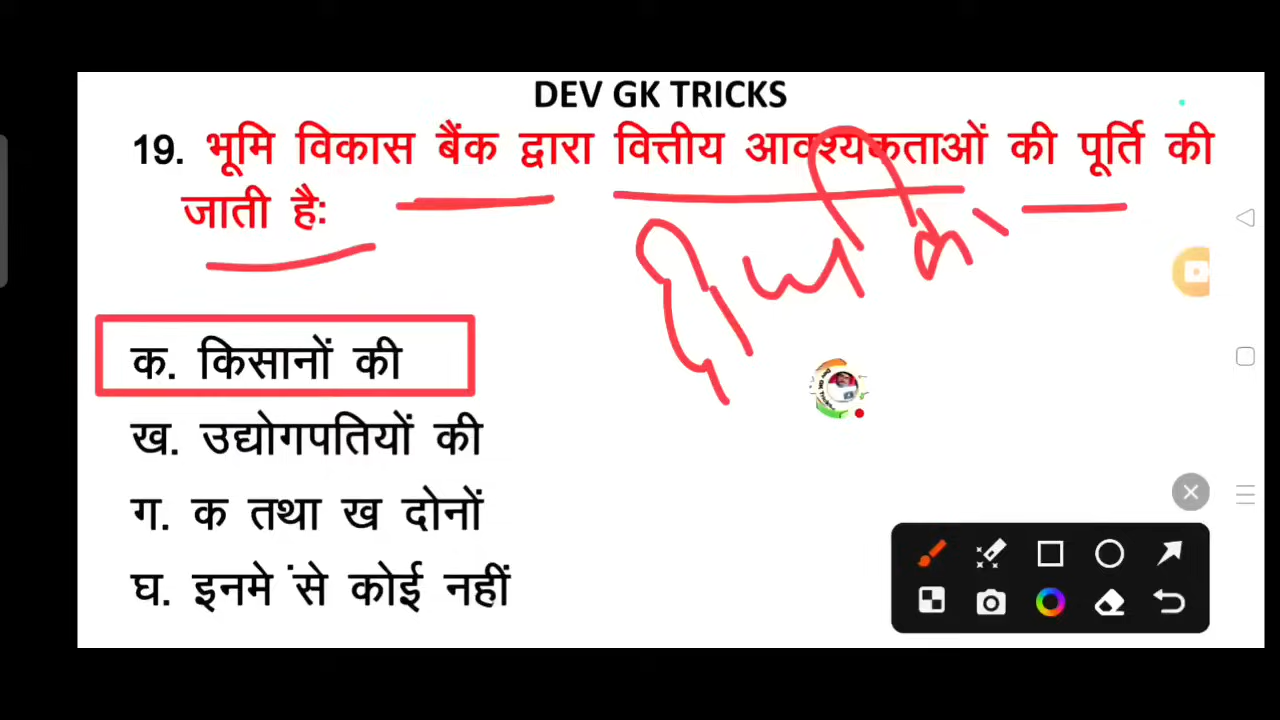 DEV GK TRICKS
19. भूमि विकास बैंक द्वारा वित्तीय आवश्यकताओं की पूर्ति की
जाती हैः
क. किसानों की
ख. उद्योगपतियों की
ग. क तथा ख दोनों
घ. इनमे ंसे कोई नहीं